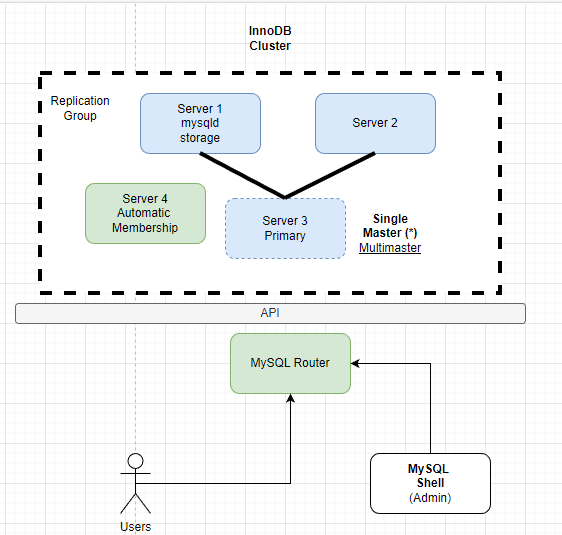 InnoDB
Cluster
Replication
Group
Server 1
mysqld
storage
Server 2
Server 4
Automatic
Membership
Server 3
Primary
Single
Master (*)
Multimaster
API
MySQL Router
MySQL
Shell
(Admin)
Users